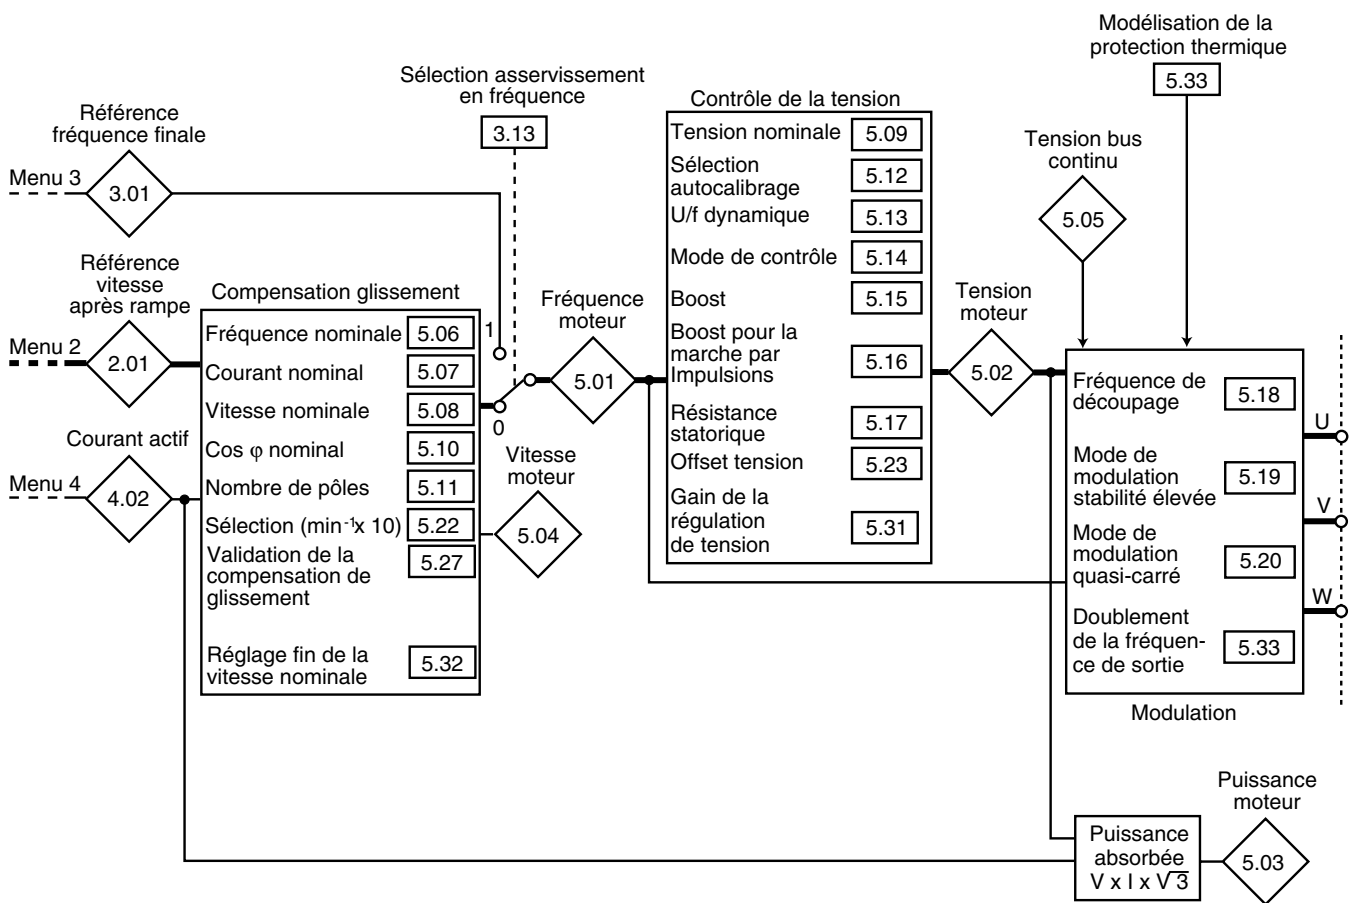 Modélisation de la
protection thermique
5.33
Sélection asservissement
en fréquence
3.13
Référence
fréquence finale
Menu 3
3.01
Contrôle de la tension
Tension nominale 5.09
Sélection
autocalibrage
5.12
U/f dynamique 5.13
Mode de contrôle 5.14
Boost 5.15
Boost pour la
marche par
Impulsions
5.16
Résistance
statorique
5.17
Offset tension 5.23
Gain de la
régulation
de tension
5.31
Tension bus
continu
5.05
Référence
vitesse
après rampe
Menu 2
2.01
Compensation glissement
Fréquence nominale 5.06
Courant nominal 5.07
Vitesse nominale 5.08
Cos φ nominal 5.10
Nombre de pôles 5.11
Sélection (min⁻¹x 10) 5.22
Validation de la
compensation de
glissement
5.27
Réglage fin de la
vitesse nominale
5.32
1
0
Fréquence
moteur
5.01
Vitesse
moteur
5.04
Courant actif
Menu 4
4.02
Tension
moteur
5.02
Fréquence de
découpage
5.18
Mode de
modulation
stabilité élevée
5.19
Mode de
modulation
quasi-carré
5.20
Doublement
de la fréquen-
ce de sortie
5.33
Modulation
U
V
W
Puissance
absorbée
V x I x √3
Puissance
moteur
5.03